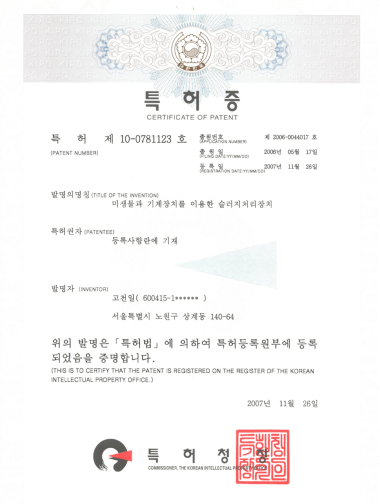 특허증
CERTIFICATE OF PATENT
특 허 제 10-0781123 호
(PATENT NUMBER)
출원번호 제 2006-0044017 호
(APPLICATION NUMBER)
출 원 일 2006년 05월 17일
(FILING DATE:YY/MM/DD)
등 록 일 2007년 11월 26일
(REGISTRATION DATE:YY/MM/DD)
발명의명칭 (TITLE OF THE INVENTION)
미생물과 기계장치를 이용한 슬러지처리장치
특허권자 (PATENTEE)
등록사항란에 기재
발명자 (INVENTOR)
고천일( 600415-1****** )
서울특별시 노원구 상계동 140-64
위의 발명은 「특허법」에 의하여 특허등록원부에 등록
되었음을 증명합니다.
(THIS IS TO CERTIFY THAT THE PATENT IS REGISTERED ON THE REGISTER OF THE KOREAN
INTELLECTUAL PROPERTY OFFICE.)
2007년 11월 26일
특 허 청
COMMISSIONER, THE KOREAN INTELLECTUAL